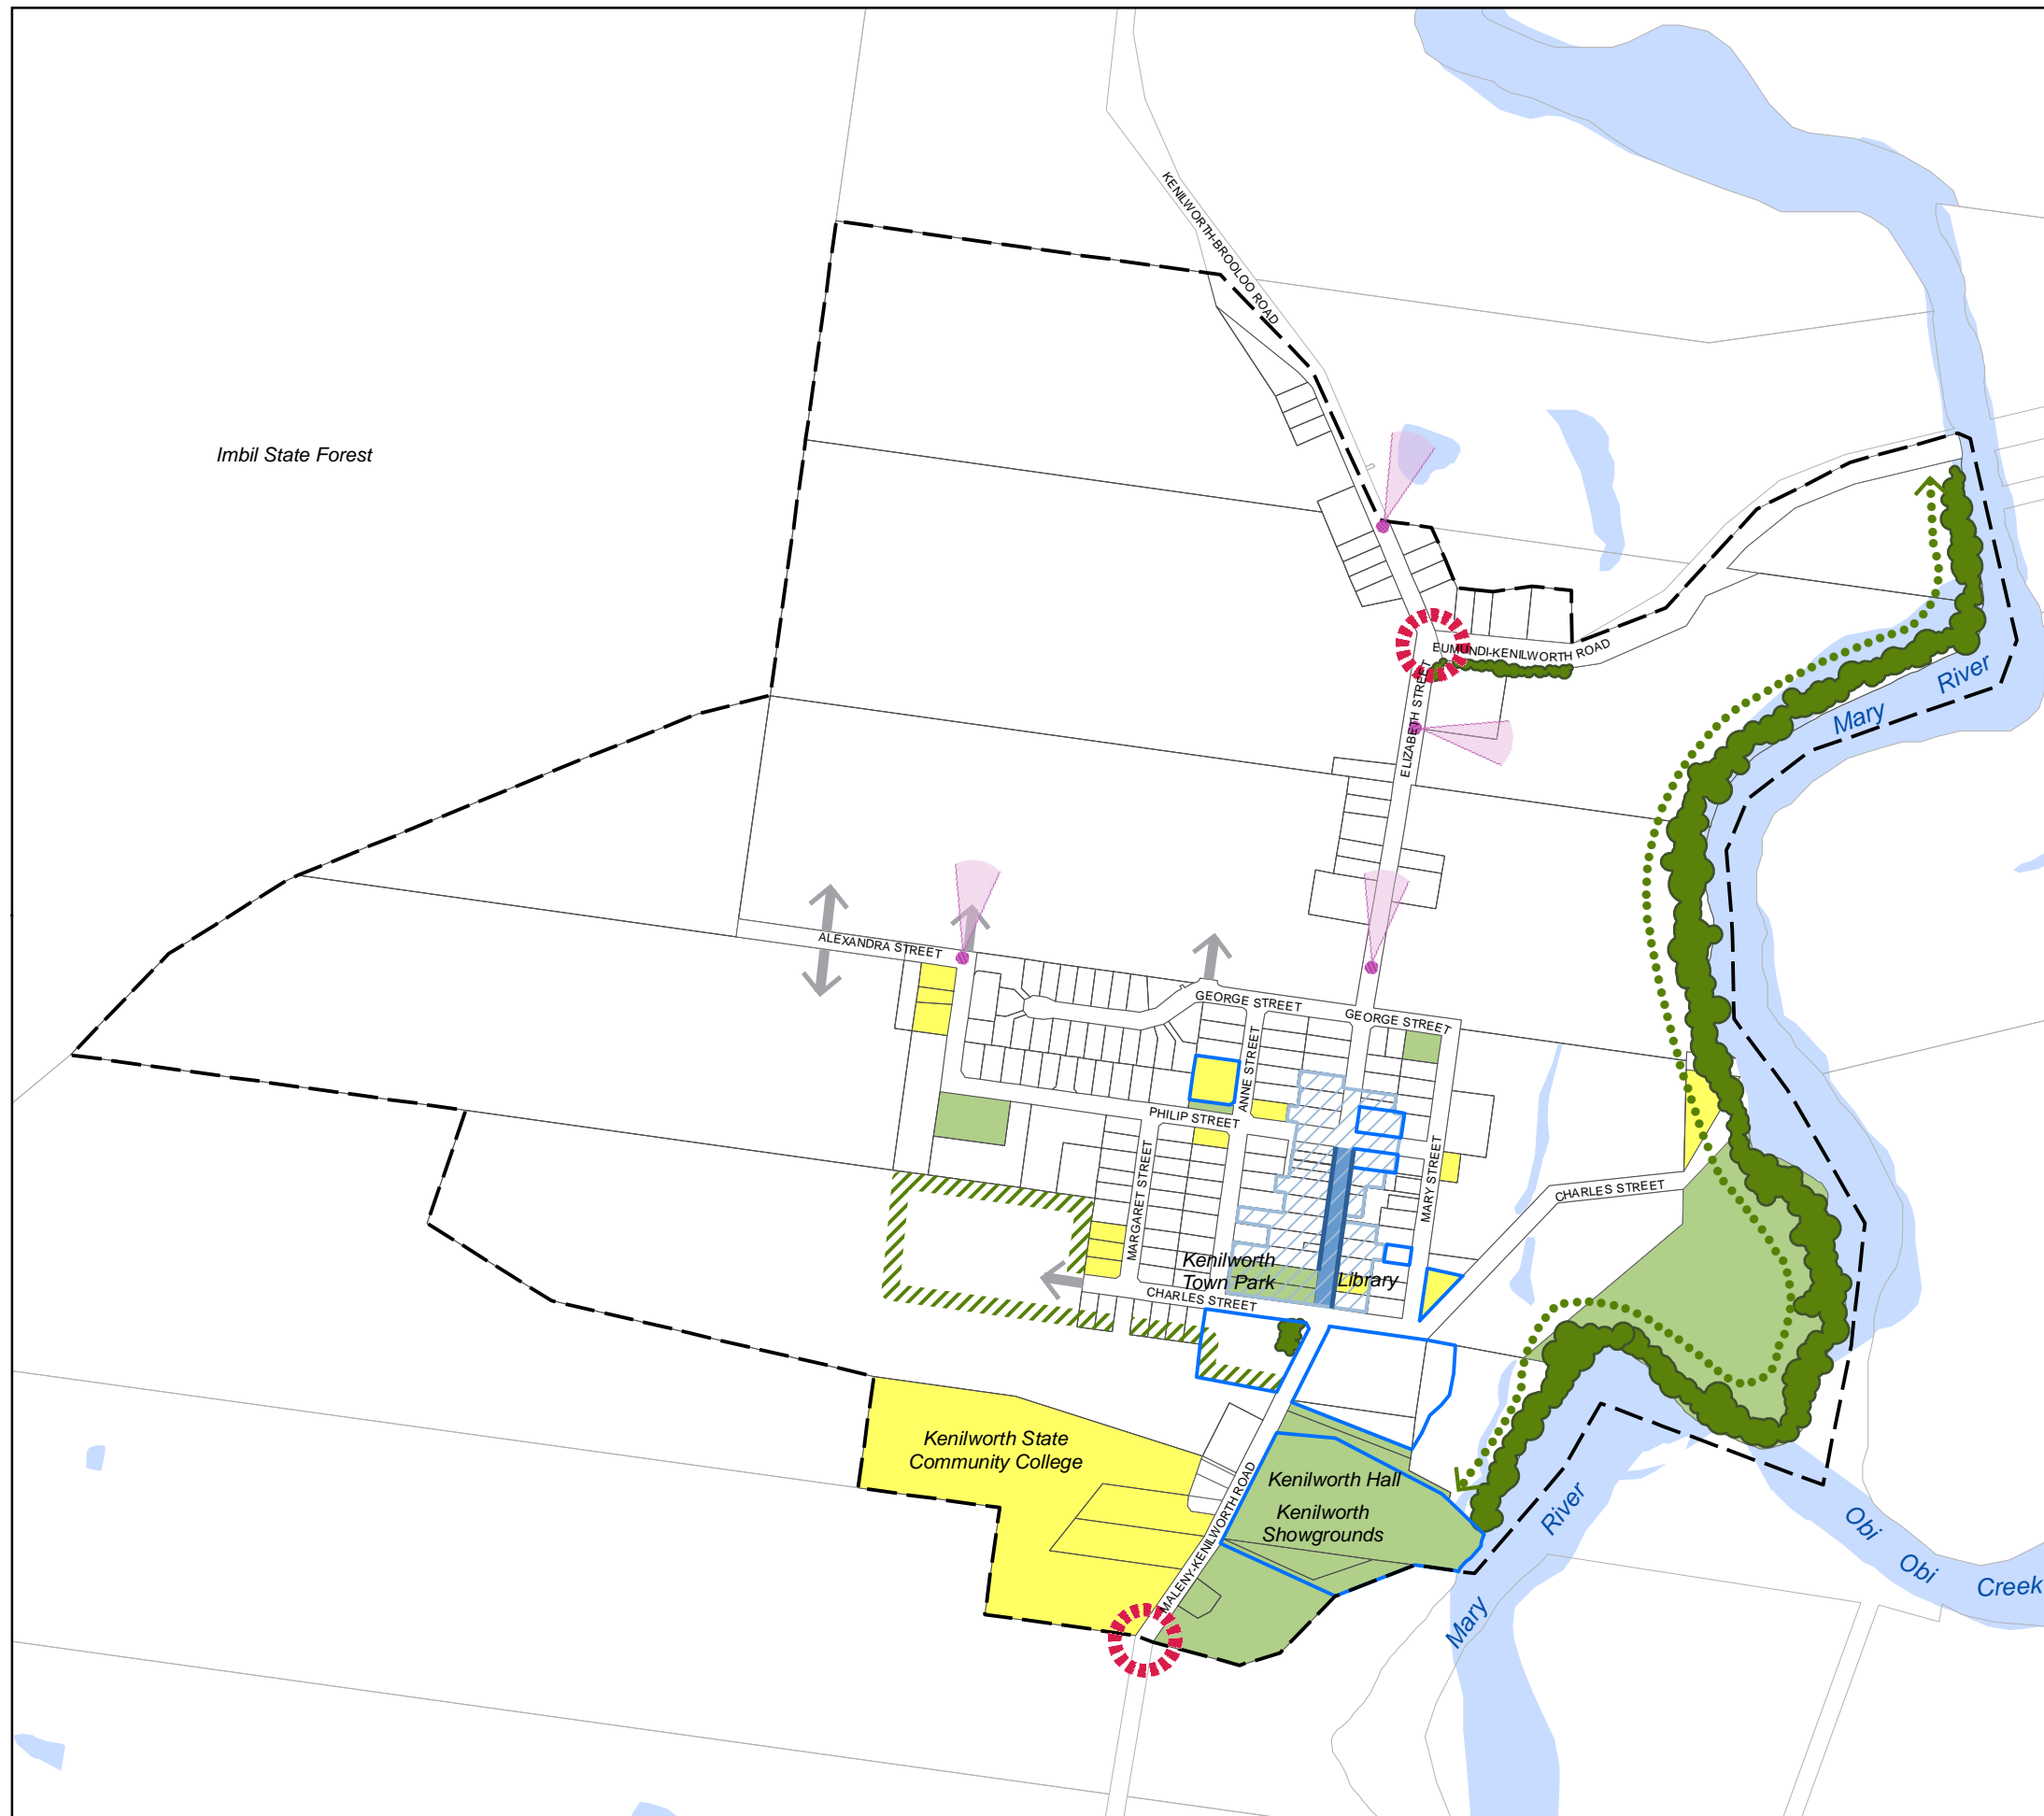 KENILWORTH-BROOLOO ROAD
Imbil State Forest
EUMUNDI-KENILWORTH ROAD
River
Mary
ELIZABETH STREET
ALEXANDRA STREET
GEORGE STREET
GEORGE STREET
ANNE STREET
PHILIP STREET
MARGARET STREET
MARY STREET
CHARLES STREET
Kenilworth
Town Park
Library
CHARLES STREET
Kenilworth State
Community College
Kenilworth Hall
Kenilworth
Showgrounds
MALENY-KENILWORTH ROAD
River
Mary
Obi
Obi
Creek